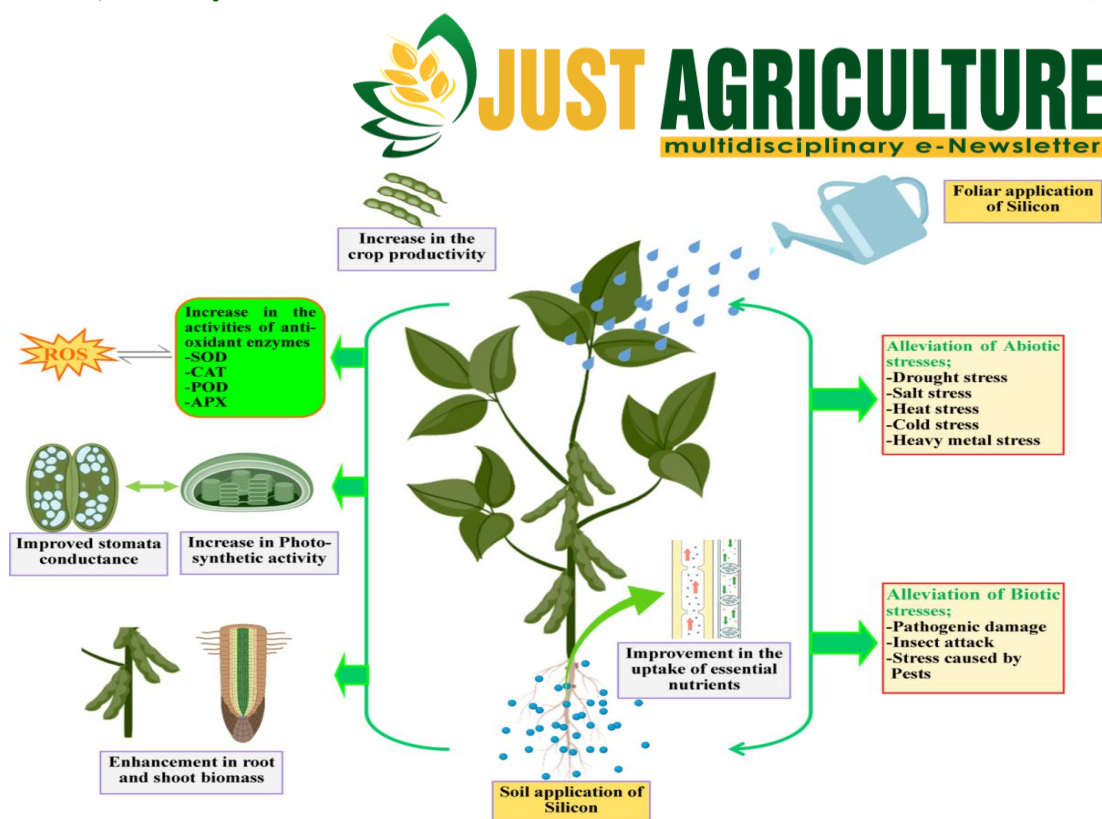 JUST AGRICULTURE
multidisciplinary e-Newsletter
Foliar application
of Silicon
Increase in the
crop productivity
Increase in the
activities of anti-
oxidant enzymes
-SOD
-CAT
-POD
-APX
ROS
Alleviation of Abiotic
stresses;
-Drought stress
-Salt stress
-Heat stress
-Cold stress
-Heavy metal stress
Improved stomata
conductance
Increase in Photo-
synthetic activity
Alleviation of Biotic
stresses;
-Pathogenic damage
-Insect attack
-Stress caused by
Pests
Improvement in the
uptake of essential
nutrients
Enhancement in root
and shoot biomass
Soil application of
Silicon